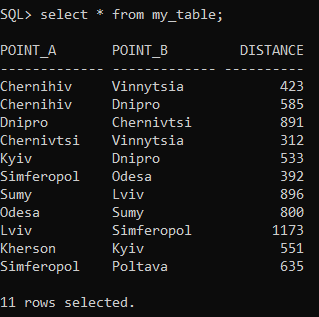 SQL> select * from my_table;
POINT_A       POINT_B         DISTANCE
------------- ------------- ----------
Chernihiv     Vinnytsia            423
Chernihiv     Dnipro               585
Dnipro        Chernivtsi           891
Chernivtsi    Vinnytsia            312
Kyiv          Dnipro               533
Simferopol    Odesa                392
Sumy          Lviv                 896
Odesa         Sumy                 800
Lviv          Simferopol          1173
Kherson       Kyiv                 551
Simferopol    Poltava              635
11 rows selected.